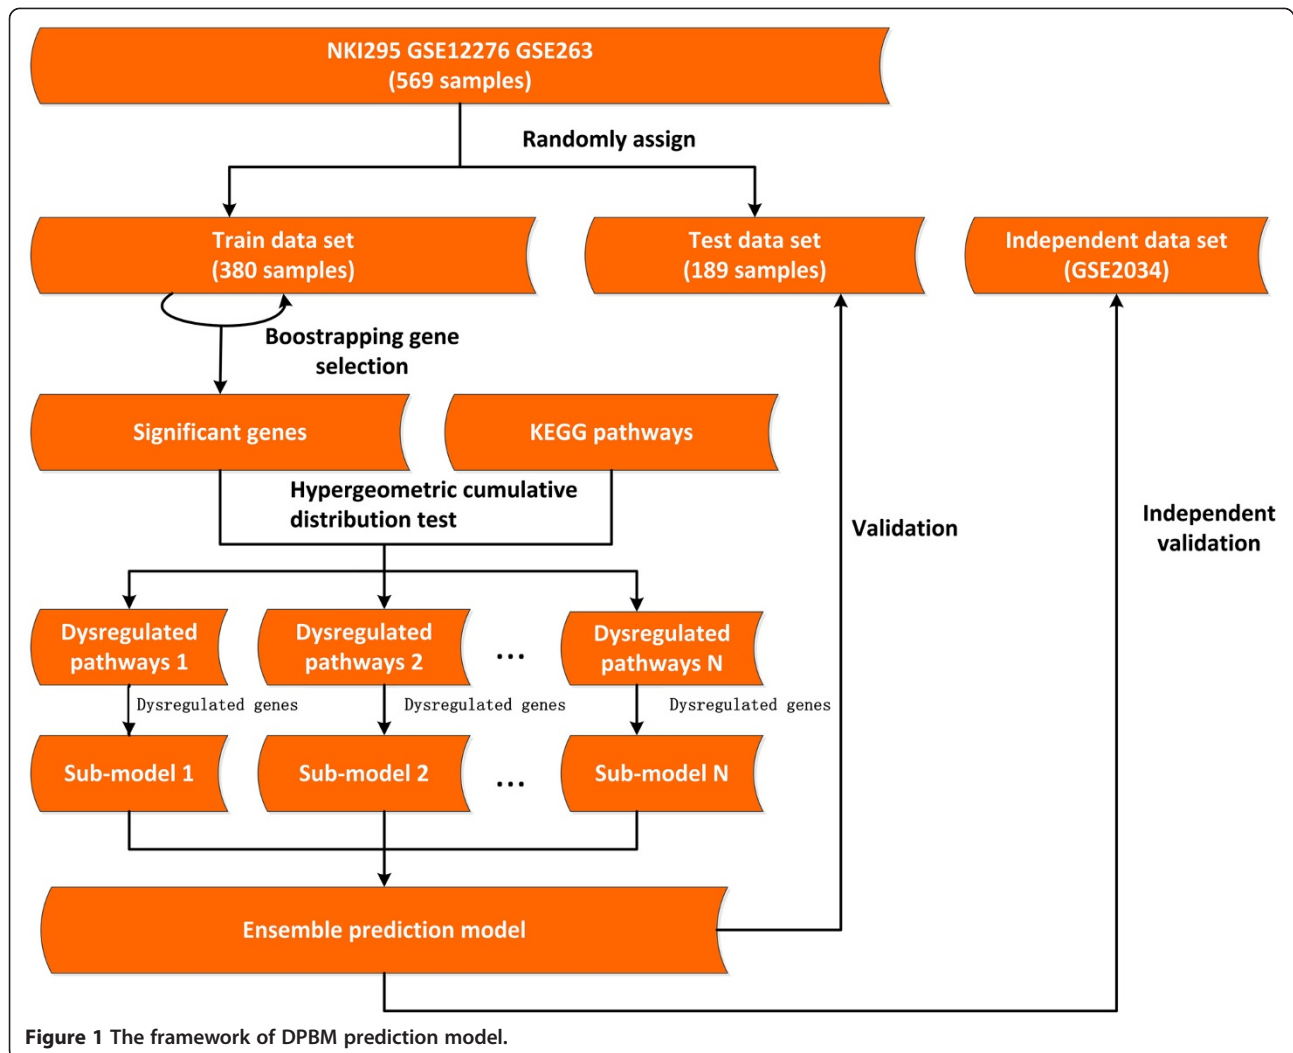 NKI295 GSE12276 GSE263
(569 samples)
Randomly assign
Train data set
(380 samples)
Test data set
(189 samples)
Independent data set
(GSE2034)
Boostrapping gene
selection
Significant genes
KEGG pathways
Hypergeometric cumulative
distribution test
Validation
Independent
validation
Dysregulated
pathways 1
Dysregulated
pathways 2
...
Dysregulated
pathways N
Dysregulated genes
Dysregulated genes
Dysregulated genes
Sub-model 1
Sub-model 2
...
Sub-model N
Ensemble prediction model
Figure 1 The framework of DPBM prediction model.